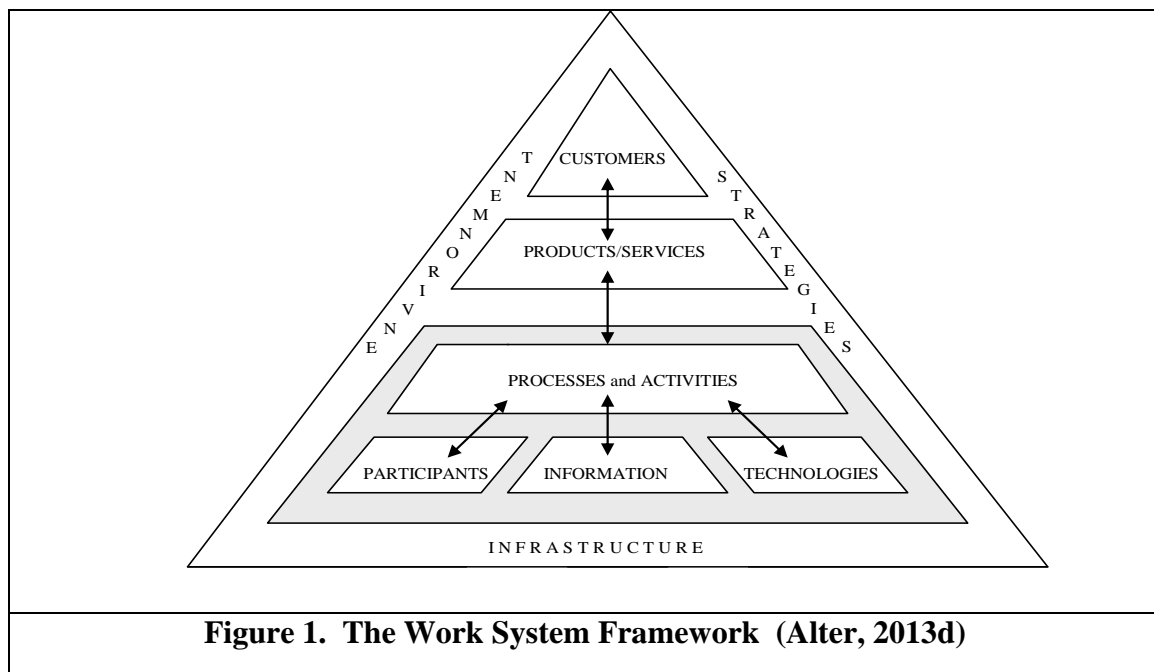 CUSTOMERS
ENVIRONMENT
STRATEGIES
PRODUCTS/SERVICES
PROCESSES and ACTIVITIES
PARTICIPANTS
INFORMATION
TECHNOLOGIES
INFRASTRUCTURE
Figure 1. The Work System Framework (Alter, 2013d)